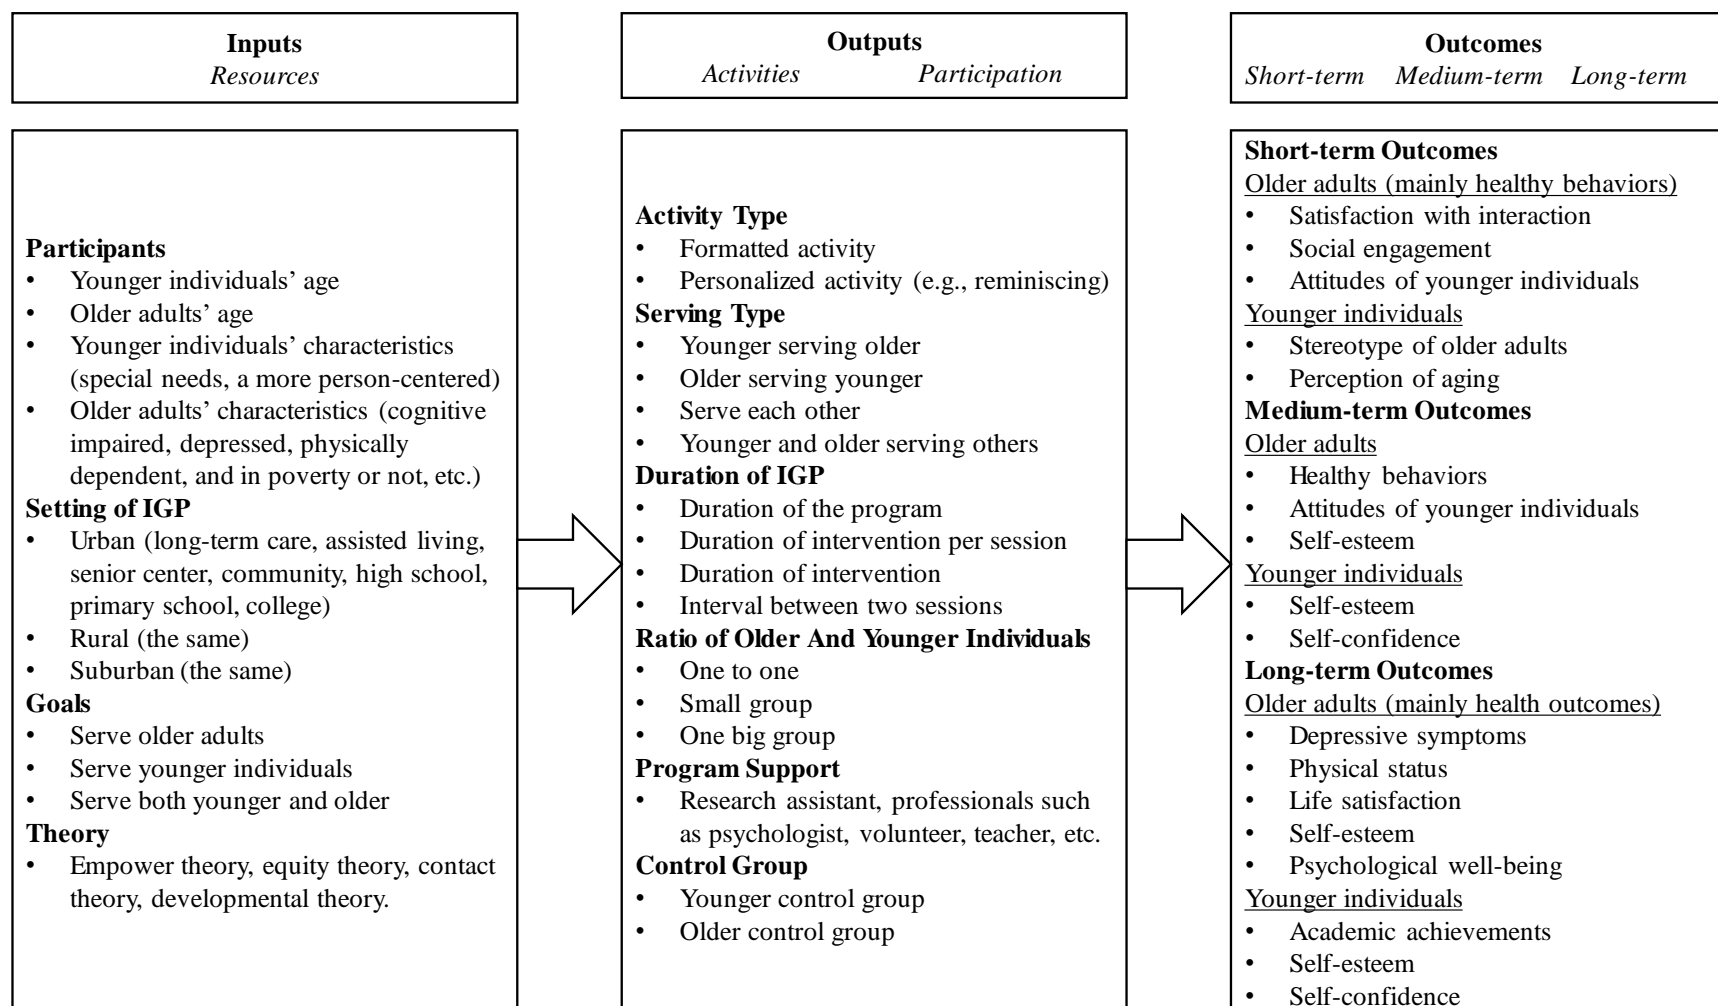 Inputs
Resources
Outputs
Activities Participation
Outcomes
Short-term Medium-term Long-term
Participants
• Younger individuals’ age
• Older adults’ age
• Younger individuals’ characteristics
(special needs, a more person-centered)
• Older adults’ characteristics (cognitive
impaired, depressed, physically
dependent, and in poverty or not, etc.)
Setting of IGP
• Urban (long-term care, assisted living,
senior center, community, high school,
primary school, college)
• Rural (the same)
• Suburban (the same)
Goals
• Serve older adults
• Serve younger individuals
• Serve both younger and older
Theory
• Empower theory, equity theory, contact
theory, developmental theory.
Activity Type
• Formatted activity
• Personalized activity (e.g., reminiscing)
Serving Type
• Younger serving older
• Older serving younger
• Serve each other
• Younger and older serving others
Duration of IGP
• Duration of the program
• Duration of intervention per session
• Duration of intervention
• Interval between two sessions
Ratio of Older And Younger Individuals
• One to one
• Small group
• One big group
Program Support
• Research assistant, professionals such
as psychologist, volunteer, teacher, etc.
Control Group
• Younger control group
• Older control group
Short-term Outcomes
Older adults (mainly healthy behaviors)
• Satisfaction with interaction
• Social engagement
• Attitudes of younger individuals
Younger individuals
• Stereotype of older adults
• Perception of aging
Medium-term Outcomes
Older adults
• Healthy behaviors
• Attitudes of younger individuals
• Self-esteem
Younger individuals
• Self-esteem
• Self-confidence
Long-term Outcomes
Older adults (mainly health outcomes)
• Depressive symptoms
• Physical status
• Life satisfaction
• Self-esteem
• Psychological well-being
Younger individuals
• Academic achievements
• Self-esteem
• Self-confidence